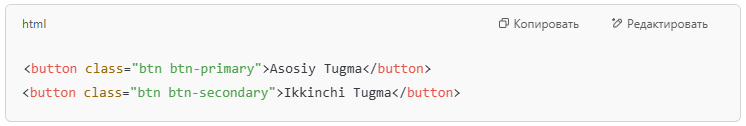 html Копировать Редактировать
<button class="btn btn-primary">Asosiy Tugma</button>
<button class="btn btn-secondary">Ikkinchi Tugma</button>